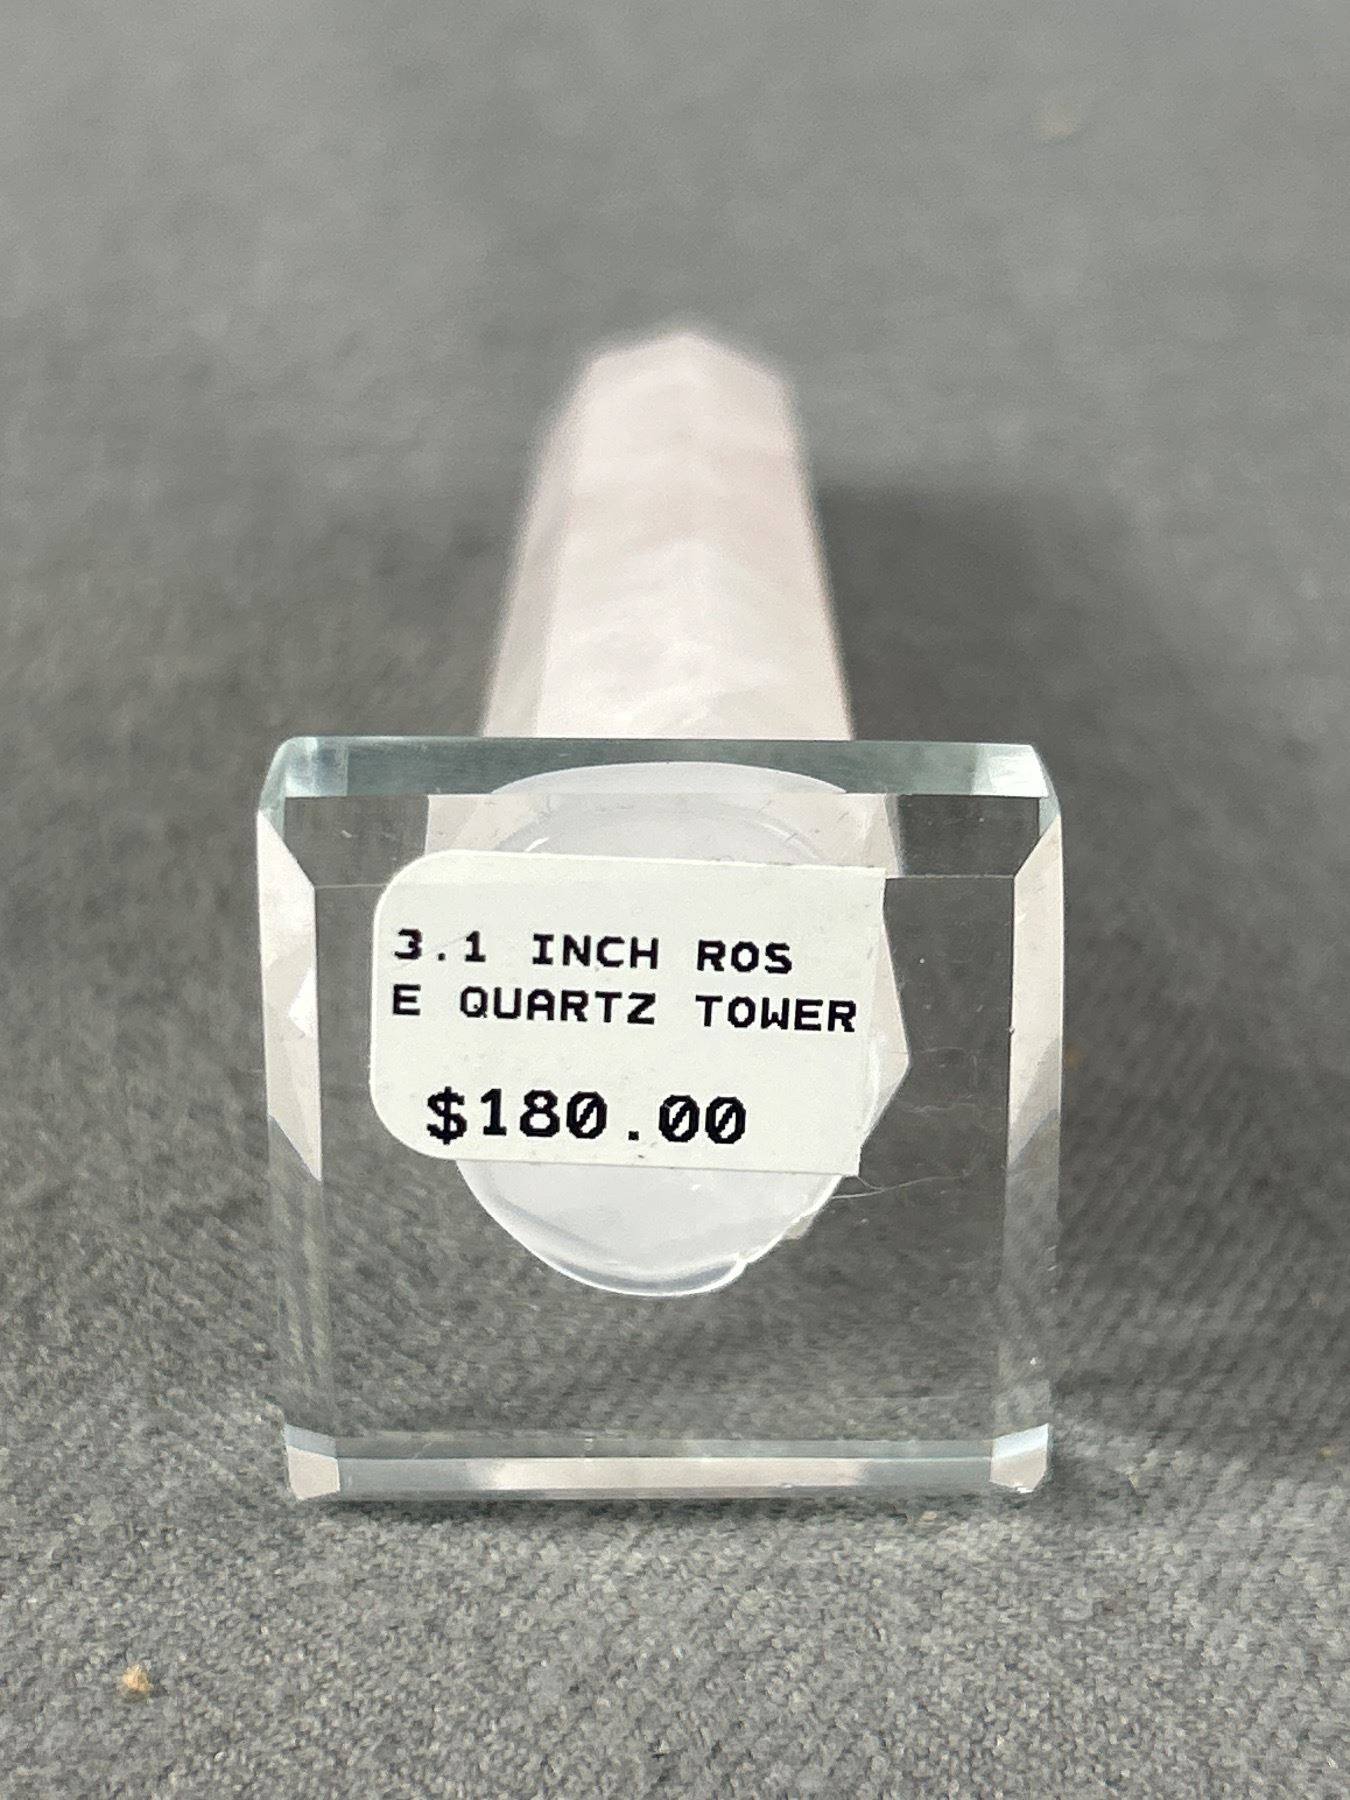 3.1 INCH ROS
E QUARTZ TOWER
$180.00